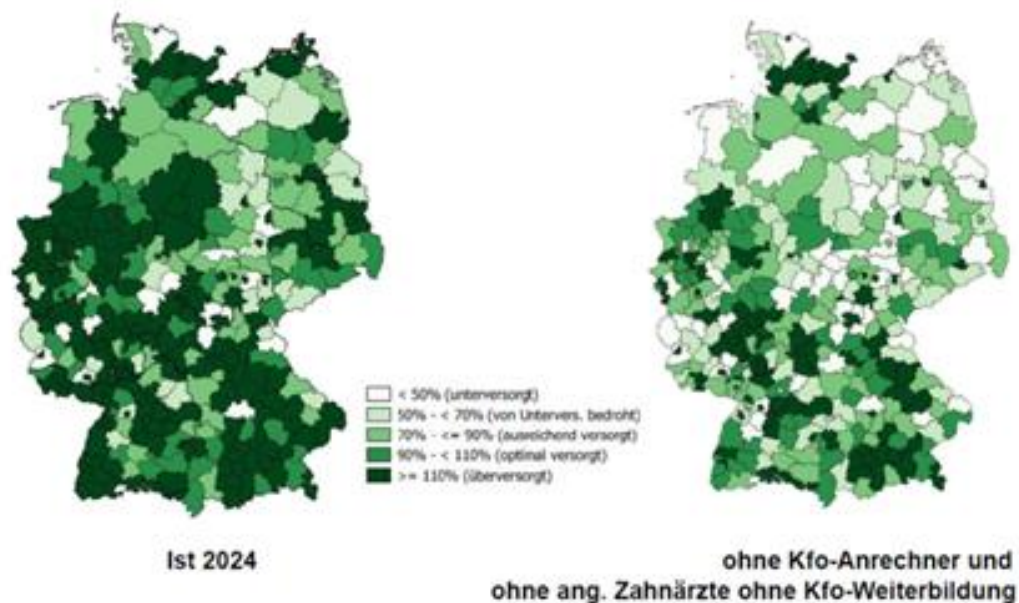 < 50% (unterversorgt)
50% - < 70% (von Untervers. bedroht)
70% - <= 90% (ausreichend versorgt)
90% - < 110% (optimal versorgt)
>= 110% (überversorgt)
Ist 2024
ohne Kfo-Anrechner und
ohne ang. Zahnärzte ohne Kfo-Weiterbildung